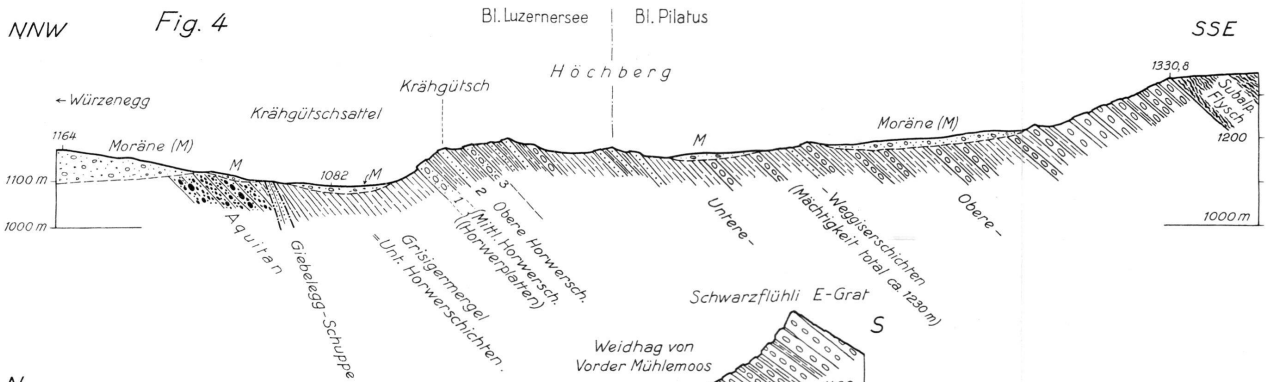 NNW
Fig. 4
Bl. Luzernersee
Bl. Pilatus
SSE
Höchberg
1330,8
Krähgütsch
← Würzenegg
Krähgütschsattel
Subalp.
Flysch
1164
Moräne (M)
Moräne (M)
M
M
M
1082
1200
1100 m
1000 m
1000 m
1
2
3
Aquitan
Giebelegg-Schuppe
Grisigermergel
=Unt. Horwerschichten.
(Mittl. Horwersch.
(Horwerplatten)
Obere Horwersch.
Untere-
-Weggiserschichten
(Mächtigkeit total ca. 1230 m)
Obere-
Schwarzflühli E-Grat
S
Weidhag von
Vorder Mühlemoos
N